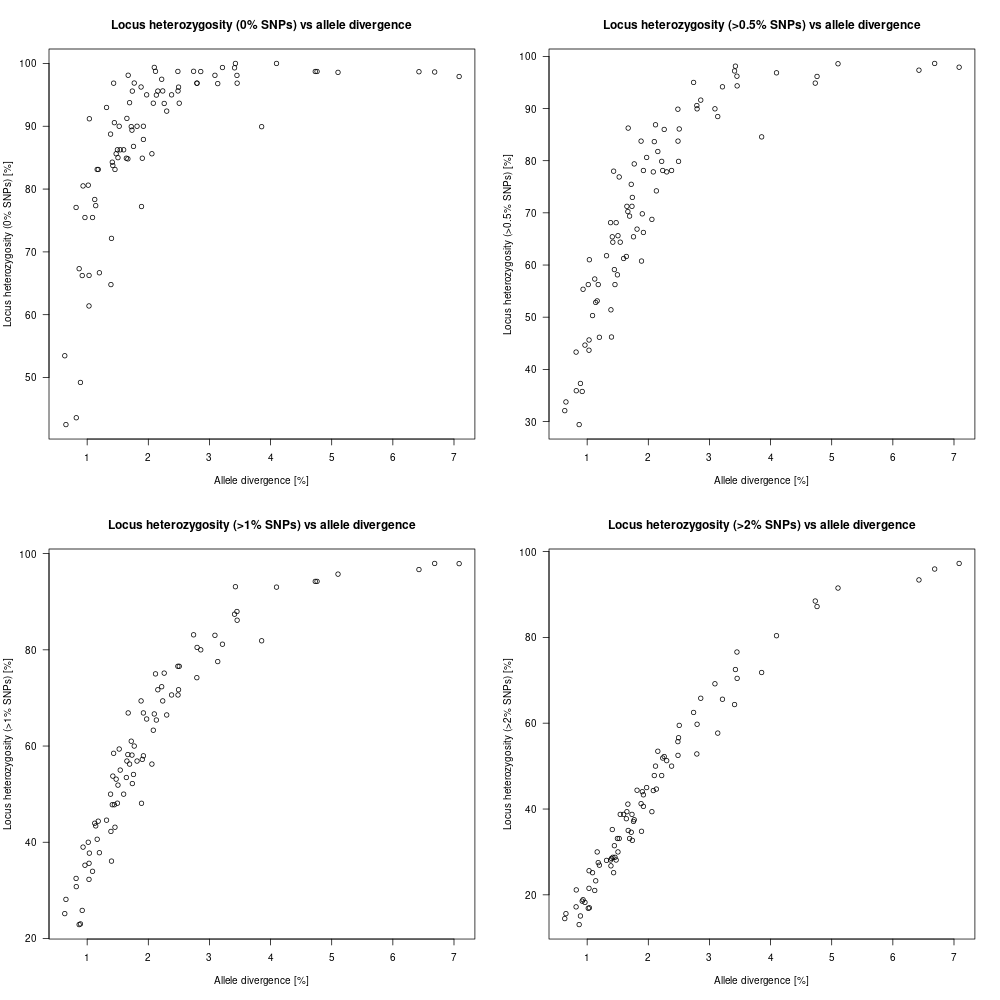 Locus heterozygosity (0% SNPs) vs allele divergence
Locus heterozygosity (0% SNPs) [%]
100
90
80
70
60
50
1 2 3 4 5 6 7
Allele divergence [%]
Locus heterozygosity (>0.5% SNPs) vs allele divergence
Locus heterozygosity (>0.5% SNPs) [%]
100
90
80
70
60
50
40
30
1 2 3 4 5 6 7
Allele divergence [%]
Locus heterozygosity (>1% SNPs) vs allele divergence
Locus heterozygosity (>1% SNPs) [%]
100
80
60
40
20
1 2 3 4 5 6 7
Allele divergence [%]
Locus heterozygosity (>2% SNPs) vs allele divergence
Locus heterozygosity (>2% SNPs) [%]
100
80
60
40
20
1 2 3 4 5 6 7
Allele divergence [%]